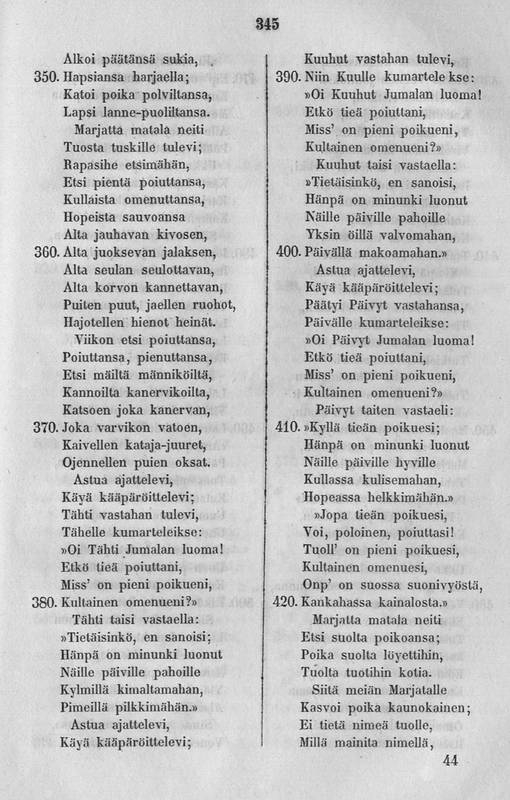 345
Alkoi päätänsä sukia,
350. Hapsiansa harjaella;
Katoi poika polviltansa,
Lapsi lanne-puoliltansa.
Marjatta matala neiti
Tuosta tuskille tulevi;
Rapasihe etsimähän,
Etsi pientä poiuttansa,
Kullaista omenuttansa,
Hopeista sauvoansa
Alta jauhavan kivosen,
360. Alta juoksevan jalaksen,
Alta seulan seulottavan,
Alta korvon kannettavan,
Puiten puut, jaellen ruohot,
Hajotellen hienot heinät.
Viikon etsi poiuttansa,
Poiuttansa, pienuttansa,
Etsi mäiltä männiköiltä,
Kannoilta kanervikoilta,
Katsoen joka kanervan,
370. Joka varvikon vatoen,
Kaivellen kataja-juuret,
Ojennellen puien oksat.
Astua ajattelevi,
Käyä kääpäröittelevi;
Tähti vastahan tulevi,
Tähelle kumarteleikse:
»Oi Tähti Jumalan luoma!
Etkö tieä poiuttani,
Miss' on pieni poikueni,
380. Kultainen omenueni?»
Tähti taisi vastaella:
»Tietäisinkö, en sanoisi;
Hänpä on minunki luonut
Näille päiville pahoille
Kylmillä kimaltamahan,
Pimeillä pilkkimähän.»
Astua ajattelevi,
Käyä kääpäröittelevi;
Kuuhut vastahan tulevi,
390. Niin Kuulle kumartele kse:
»Oi Kuuhut Jumalan luoma!
Etkö tieä poiuttani,
Miss' on pieni poikueni,
Kultainen omenueni?»
Kuuhut taisi vastaella:
»Tietäisinkö, en sanoisi,
Hänpä on minunki luonut
Näille päiville pahoille
Yksin öillä valvomahan,
400. Päivällä makoamahan.»
Astua ajattelevi,
Käyä kääpäröittelevi;
Päätyi Päivyt vastahansa,
Päivälle kumarteleikse:
»Oi Päivyt Jumalan luoma!
Etkö tieä poiuttani,
Miss' on pieni poikueni,
Kultainen omenueni?»
Päivyt taiten vastaeli:
410. »Kyllä tieän poikuesi;
Hänpä on minunki luonut
Näille päiville hyville
Kullassa kulisemahan,
Hopeassa helkkimähän.»
»Jopa tieän poikuesi,
Voi, poloinen, poiuttasi!
Tuoll' on pieni poikuesi,
Kultainen omenuesi,
Onp' on suossa suonivyöstä,
420. Kankahassa kainalosta.»
Marjatta matala neiti
Etsi suolta poikoansa;
Poika suolta löyettihin,
Tuolta tuotihin kotia.
Siitä meiän Marjatalle
Kasvoi poika kaunokainen;
Ei tietä nimeä tuolle,
Millä mainita nimellä,
44